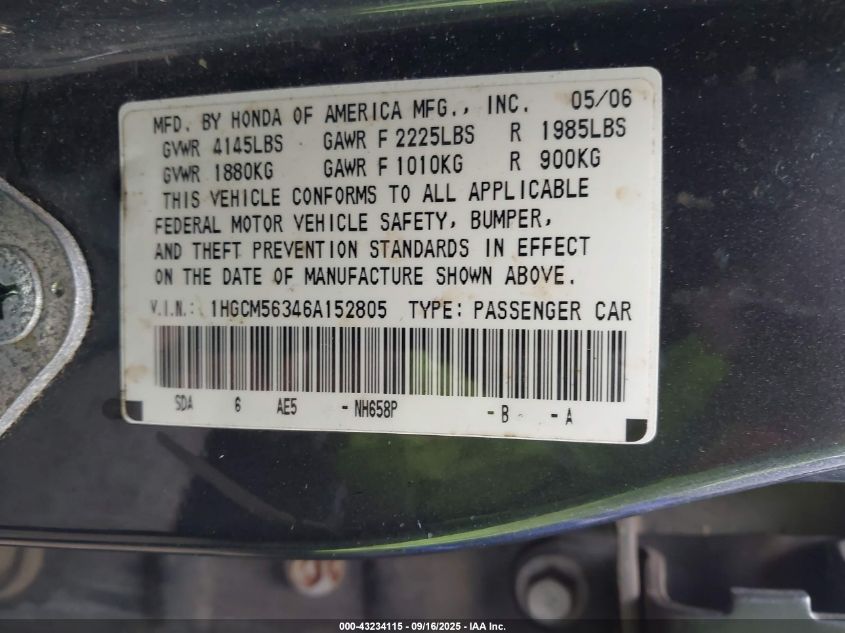 MFD. BY HONDA OF AMERICA MFG., INC. 05/06
GVWR 4145LBS GAWR F 2225LBS R 1985LBS
GVWR 1880KG GAWR F 1010KG R 900KG
THIS VEHICLE CONFORMS TO ALL APPLICABLE
FEDERAL MOTOR VEHICLE SAFETY, BUMPER,
AND THEFT PREVENTION STANDARDS IN EFFECT
ON THE DATE OF MANUFACTURE SHOWN ABOVE.
V.I.N.: 1HGCM56346A152805 TYPE: PASSENGER CAR
SDA 6 AE5 - NH658P - B - A
000-43234115 - 09/16/2025 - IAA Inc.